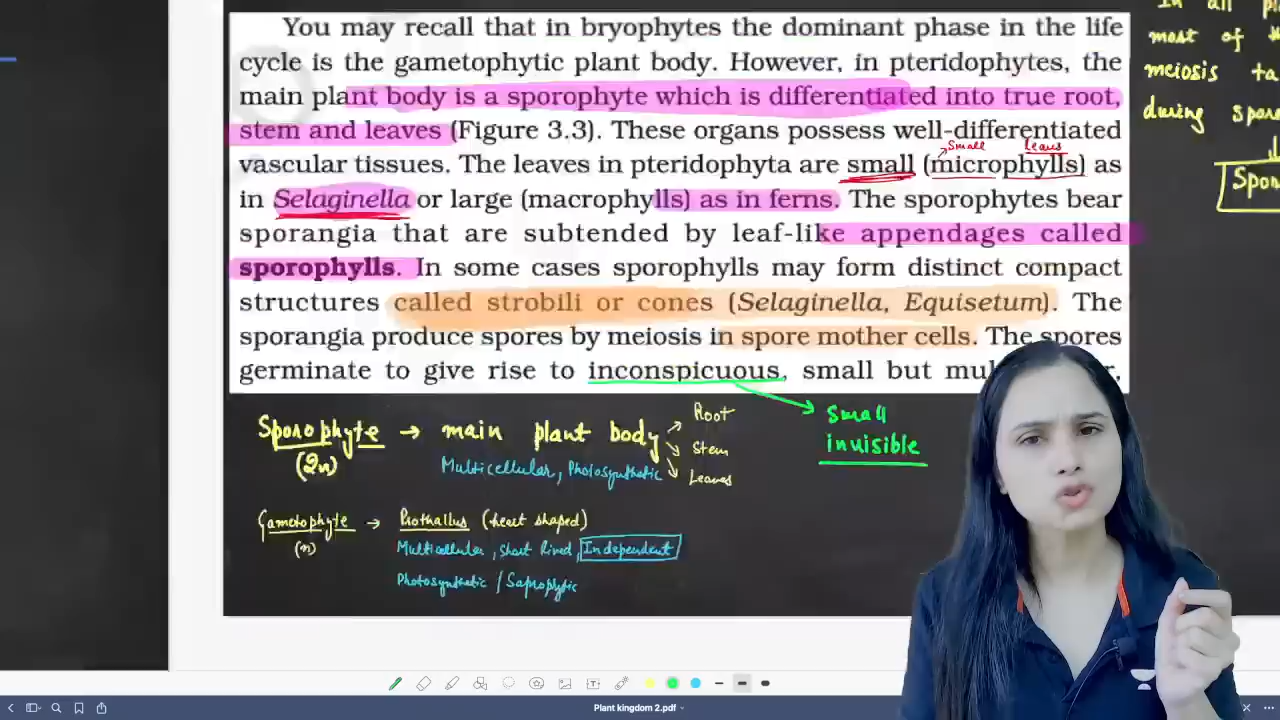 You may recall that in bryophytes the dominant phase in the life
cycle is the gametophytic plant body. However, in pteridophytes, the
main plant body is a sporophyte which is differentiated into true root,
stem and leaves (Figure 3.3). These organs possess well-differentiated
Small leaves
vascular tissues. The leaves in pteridophyta are small (microphylls) as
in Selaginella or large (macrophylls) as in ferns. The sporophytes bear
sporangia that are subtended by leaf-like appendages called
sporophylls. In some cases sporophylls may form distinct compact
structures called strobili or cones (Selaginella, Equisetum). The
sporangia produce spores by meiosis in spore mother cells. The spores
germinate to give rise to inconspicuous, small but
Small
invisible
Sporophyte → main plant body
(2n)
Multicellular, Photosynthetic
Root
Stem
Leaves
Gametophyte → Prothallus (heart shaped)
(n)
Multicellular, Short lived, Independent
Photosynthetic / Saprophytic
In all
most of
meiosis
during
Plant kingdom 2.pdf